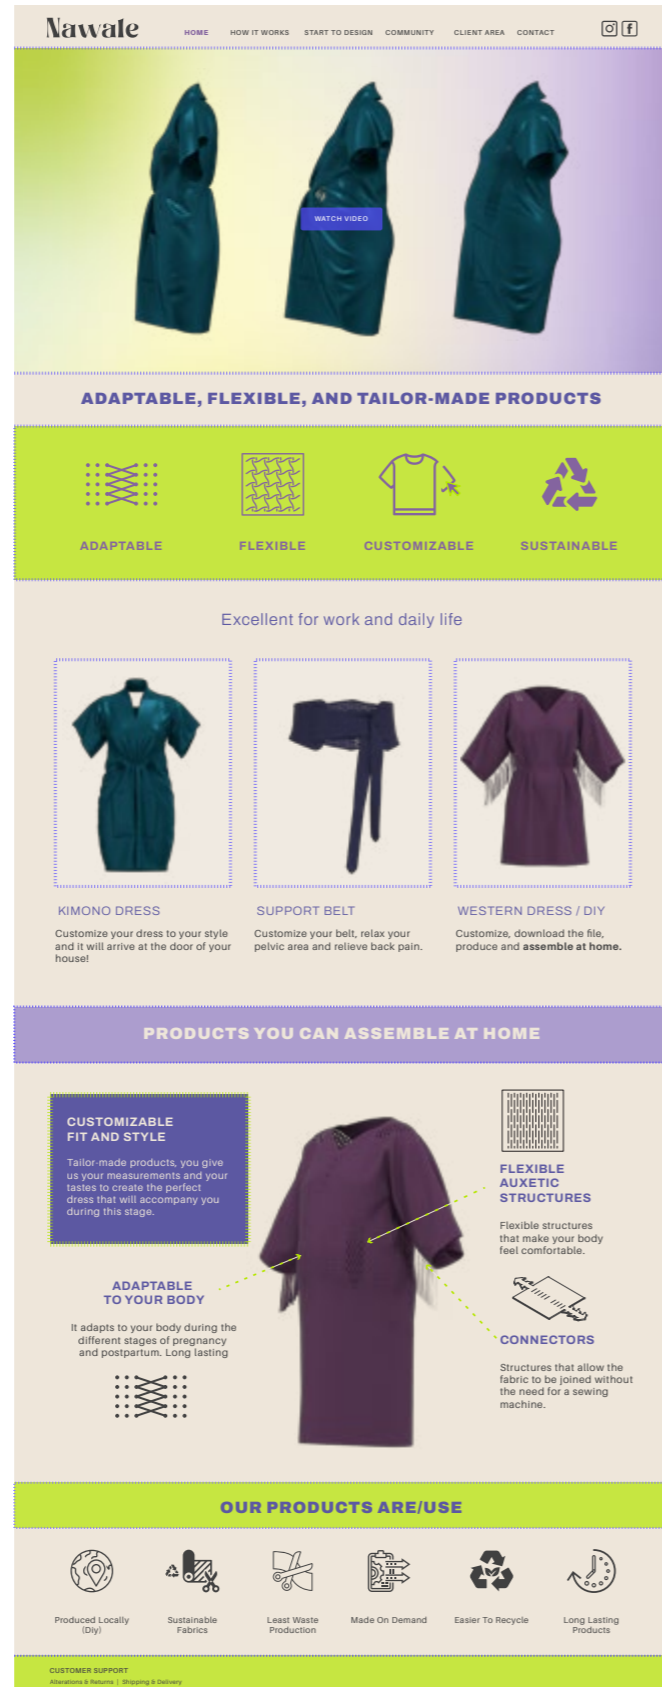 Nawale
HOME HOW IT WORKS START TO DESIGN COMMUNITY CLIENT AREA CONTACT
WATCH VIDEO
ADAPTABLE, FLEXIBLE, AND TAILOR-MADE PRODUCTS
ADAPTABLE FLEXIBLE CUSTOMIZABLE SUSTAINABLE
Excellent for work and daily life
KIMONO DRESS
Customize your dress to your style
and it will arrive at the door of your
house!
SUPPORT BELT
Customize your belt, relax your
pelvic area and relieve back pain.
WESTERN DRESS / DIY
Customize, download the file,
produce and assemble at home.
PRODUCTS YOU CAN ASSEMBLE AT HOME
CUSTOMIZABLE
FIT AND STYLE
Tailor-made products, you give
us your measurements and your
tastes to create the perfect
dress that will accompany you
during this stage.
FLEXIBLE
AUXETIC
STRUCTURES
Flexible structures
that make your body
feel comfortable.
ADAPTABLE
TO YOUR BODY
It adapts to your body during the
different stages of pregnancy
and postpartum. Long lasting
CONNECTORS
Structures that allow the
fabric to be joined without
the need for a sewing
machine.
OUR PRODUCTS ARE/USE
Produced Locally
(Diy)
Sustainable
Fabrics
Least Waste
Production
Made On Demand
Easier To Recycle
Long Lasting
Products
CUSTOMER SUPPORT
Alterations & Returns | Shipping & Delivery